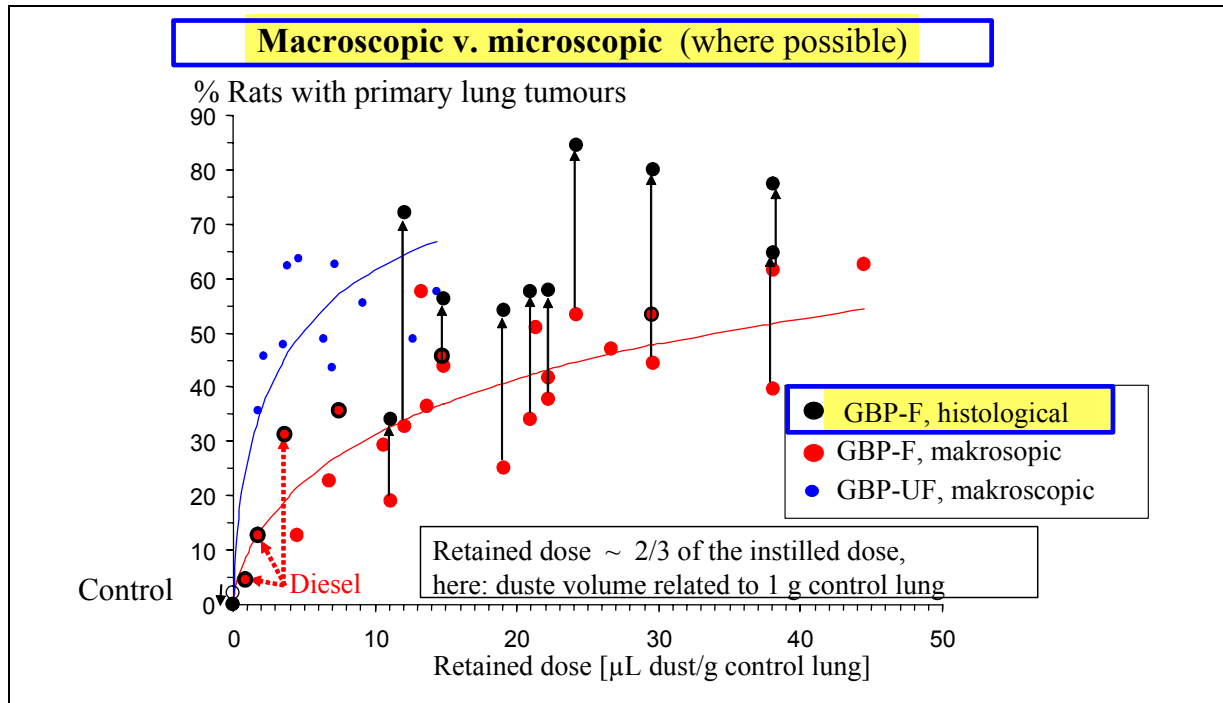 Macroscopic v. microscopic (where possible)
% Rats with primary lung tumours
90
80
70
60
50
40
30
20
10
0
Control
Diesel
GBP-F, histological
GBP-F, makrosopic
GBP-UF, makroscopic
Retained dose ~ 2/3 of the instilled dose,
here: duste volume related to 1 g control lung
0 10 20 30 40 50
Retained dose [µL dust/g control lung]